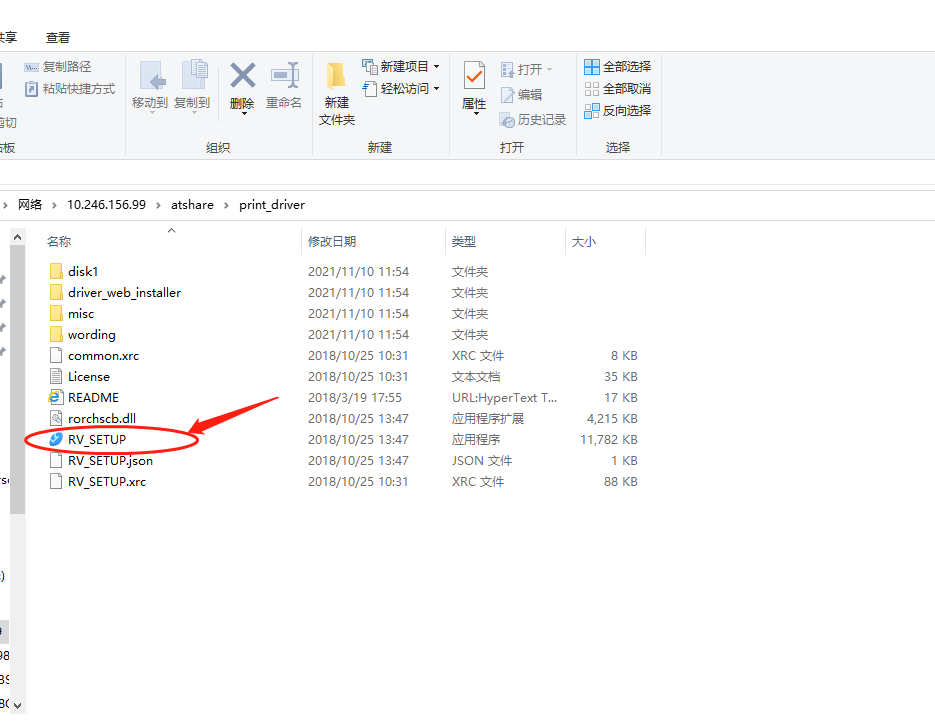 共享 查看
复制路径
粘贴快捷方式
剪切
移动到 复制到 删除 重命名
组织
新建
文件夹
新建项目
轻松访问
新建
属性
打开
编辑
历史记录
打开
全部选择
全部取消
反向选择
选择
网络 › 10.246.156.99 › atshare › print_driver
名称 修改日期 类型 大小
disk1 2021/11/10 11:54 文件夹
driver_web_installer 2021/11/10 11:54 文件夹
misc 2021/11/10 11:54 文件夹
wording 2021/11/10 11:54 文件夹
common.xrc 2018/10/25 10:31 XRC 文件 8 KB
License 2018/10/25 10:31 文本文档 35 KB
README 2018/3/19 17:55 URL:HyperText T... 17 KB
rorchscb.dll 2018/10/25 13:47 应用程序扩展 4,215 KB
RV_SETUP 2018/10/25 13:47 应用程序 11,782 KB
RV_SETUP.json 2018/10/25 13:47 JSON 文件 1 KB
RV_SETUP.xrc 2018/10/25 10:31 XRC 文件 88 KB